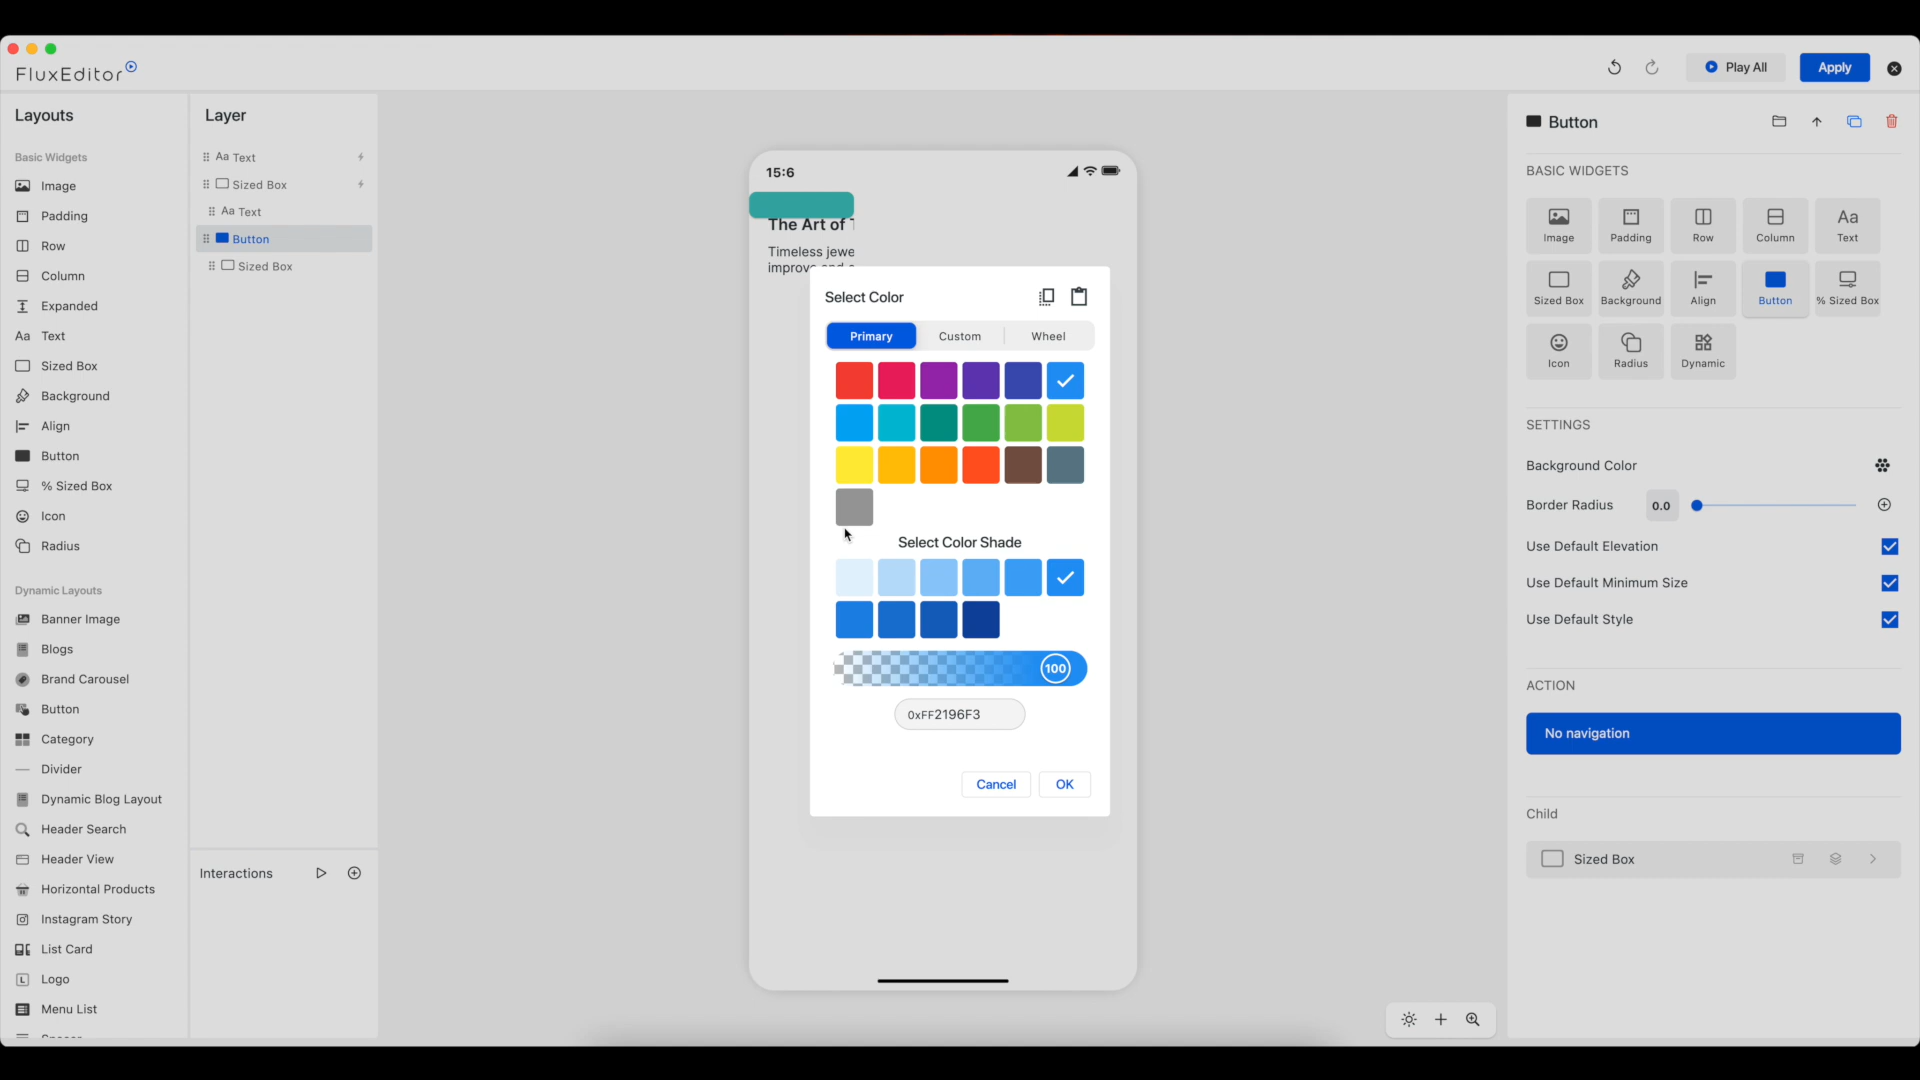 FluxEditor
Play All
Apply
Layouts
Basic Widgets
Image
Padding
Row
Column
Expanded
Aa Text
Sized Box
Background
Align
Button
% Sized Box
Icon
Radius
Dynamic Layouts
Banner Image
Blogs
Brand Carousel
Button
Category
Divider
Dynamic Blog Layout
Header Search
Header View
Horizontal Products
Instagram Story
List Card
L Logo
Menu List
Layer
Aa Text
Sized Box
Aa Text
Button
Sized Box
Interactions
15:6
The Art of
Timeless jewe
improv
Select Color
Primary
Custom
Wheel
Select Color Shade
100
0xFF2196F3
Cancel
OK
Button
BASIC WIDGETS
Image
Padding
Row
Column
Aa
Text
Sized Box
Background
Align
Button
% Sized Box
Icon
Radius
Dynamic
SETTINGS
Background Color
Border Radius 0.0
Use Default Elevation
Use Default Minimum Size
Use Default Style
ACTION
No navigation
Child
Sized Box